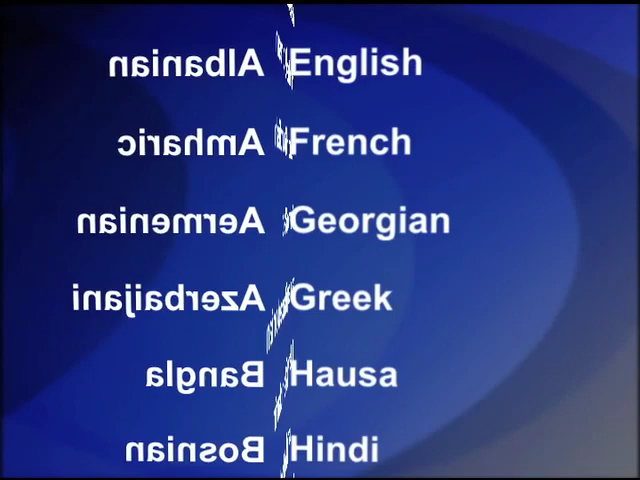 Albanian English
Amharic French
Aermenian Georgian
Azerbaijani Greek
Bangla Hausa
Bosnian Hindi